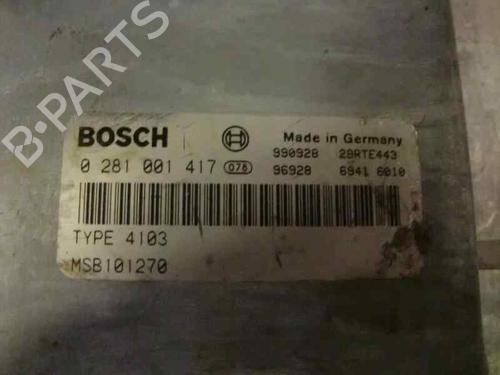 B-PARTS
BOSCH Made in Germany
990928 28RTE443
0 281 001 417 078 96928 6941 6010
TYPE 4103
MSB101270